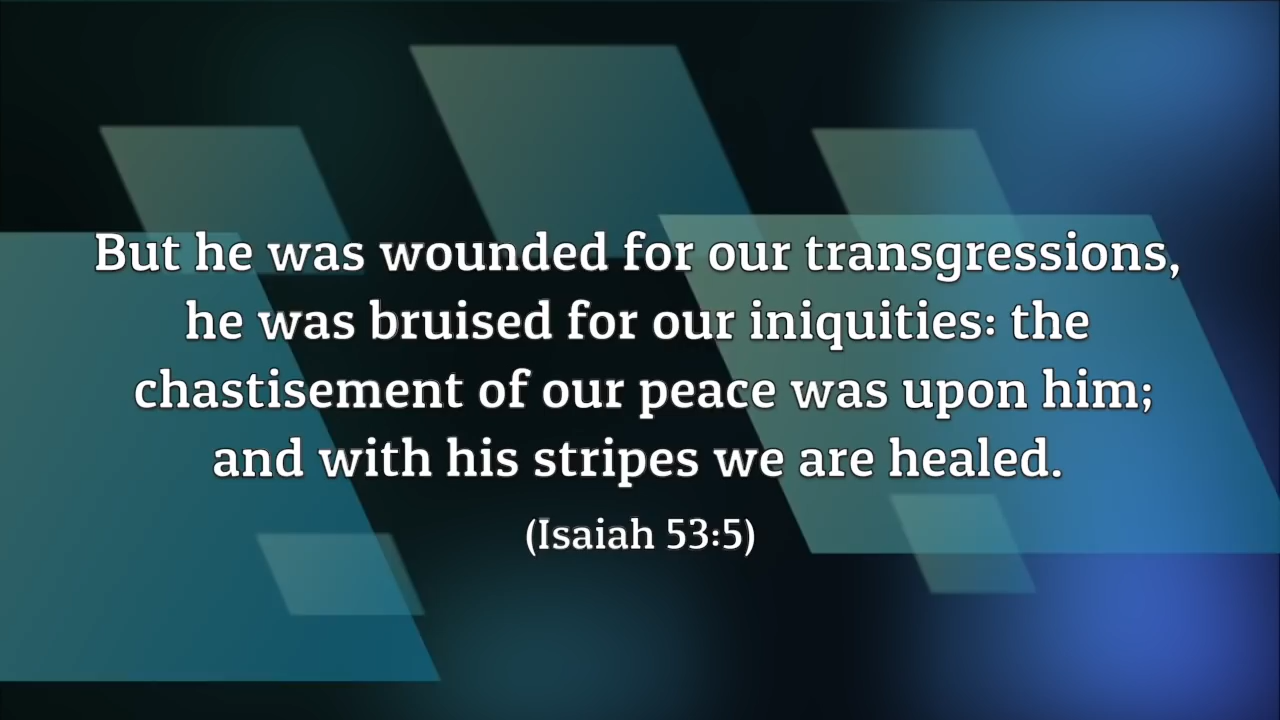 But he was wounded for our transgressions,
he was bruised for our iniquities: the
chastisement of our peace was upon him;
and with his stripes we are healed.
(Isaiah 53:5)